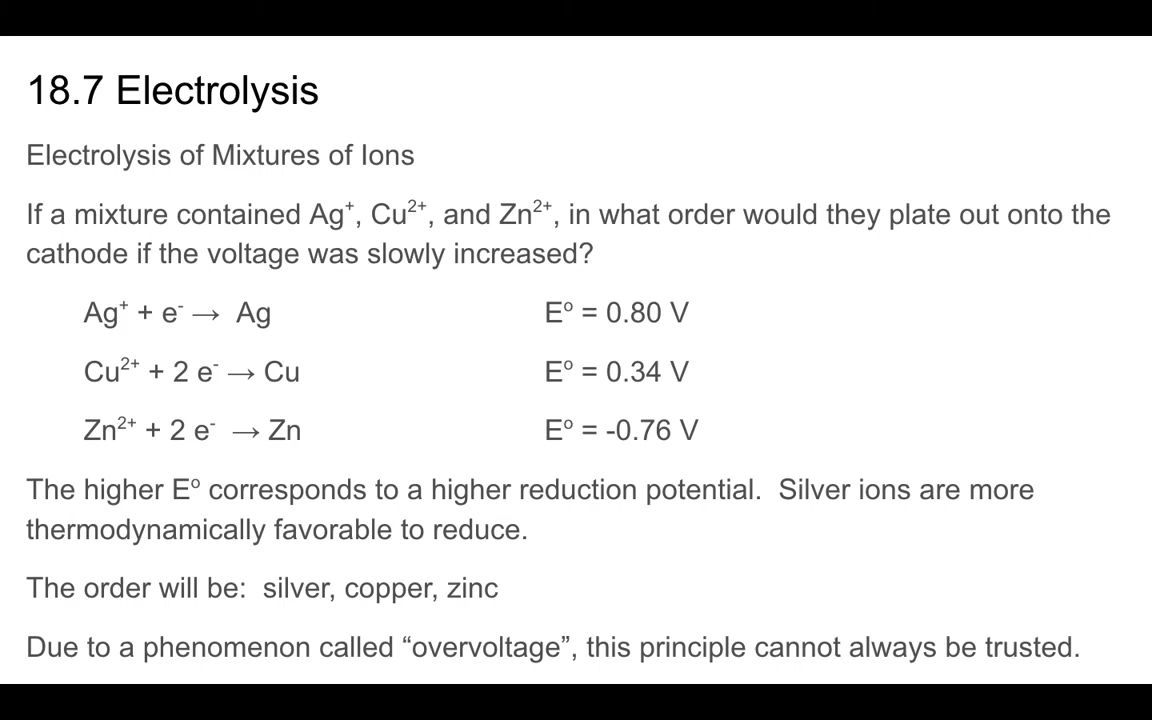 18.7 Electrolysis
Electrolysis of Mixtures of Ions
If a mixture contained Ag⁺, Cu²⁺, and Zn²⁺, in what order would they plate out onto the
cathode if the voltage was slowly increased?
Ag⁺ + e⁻ → Ag E° = 0.80 V
Cu²⁺ + 2 e⁻ → Cu E° = 0.34 V
Zn²⁺ + 2 e⁻ → Zn E° = -0.76 V
The higher E° corresponds to a higher reduction potential. Silver ions are more
thermodynamically favorable to reduce.
The order will be: silver, copper, zinc
Due to a phenomenon called “overvoltage”, this principle cannot always be trusted.